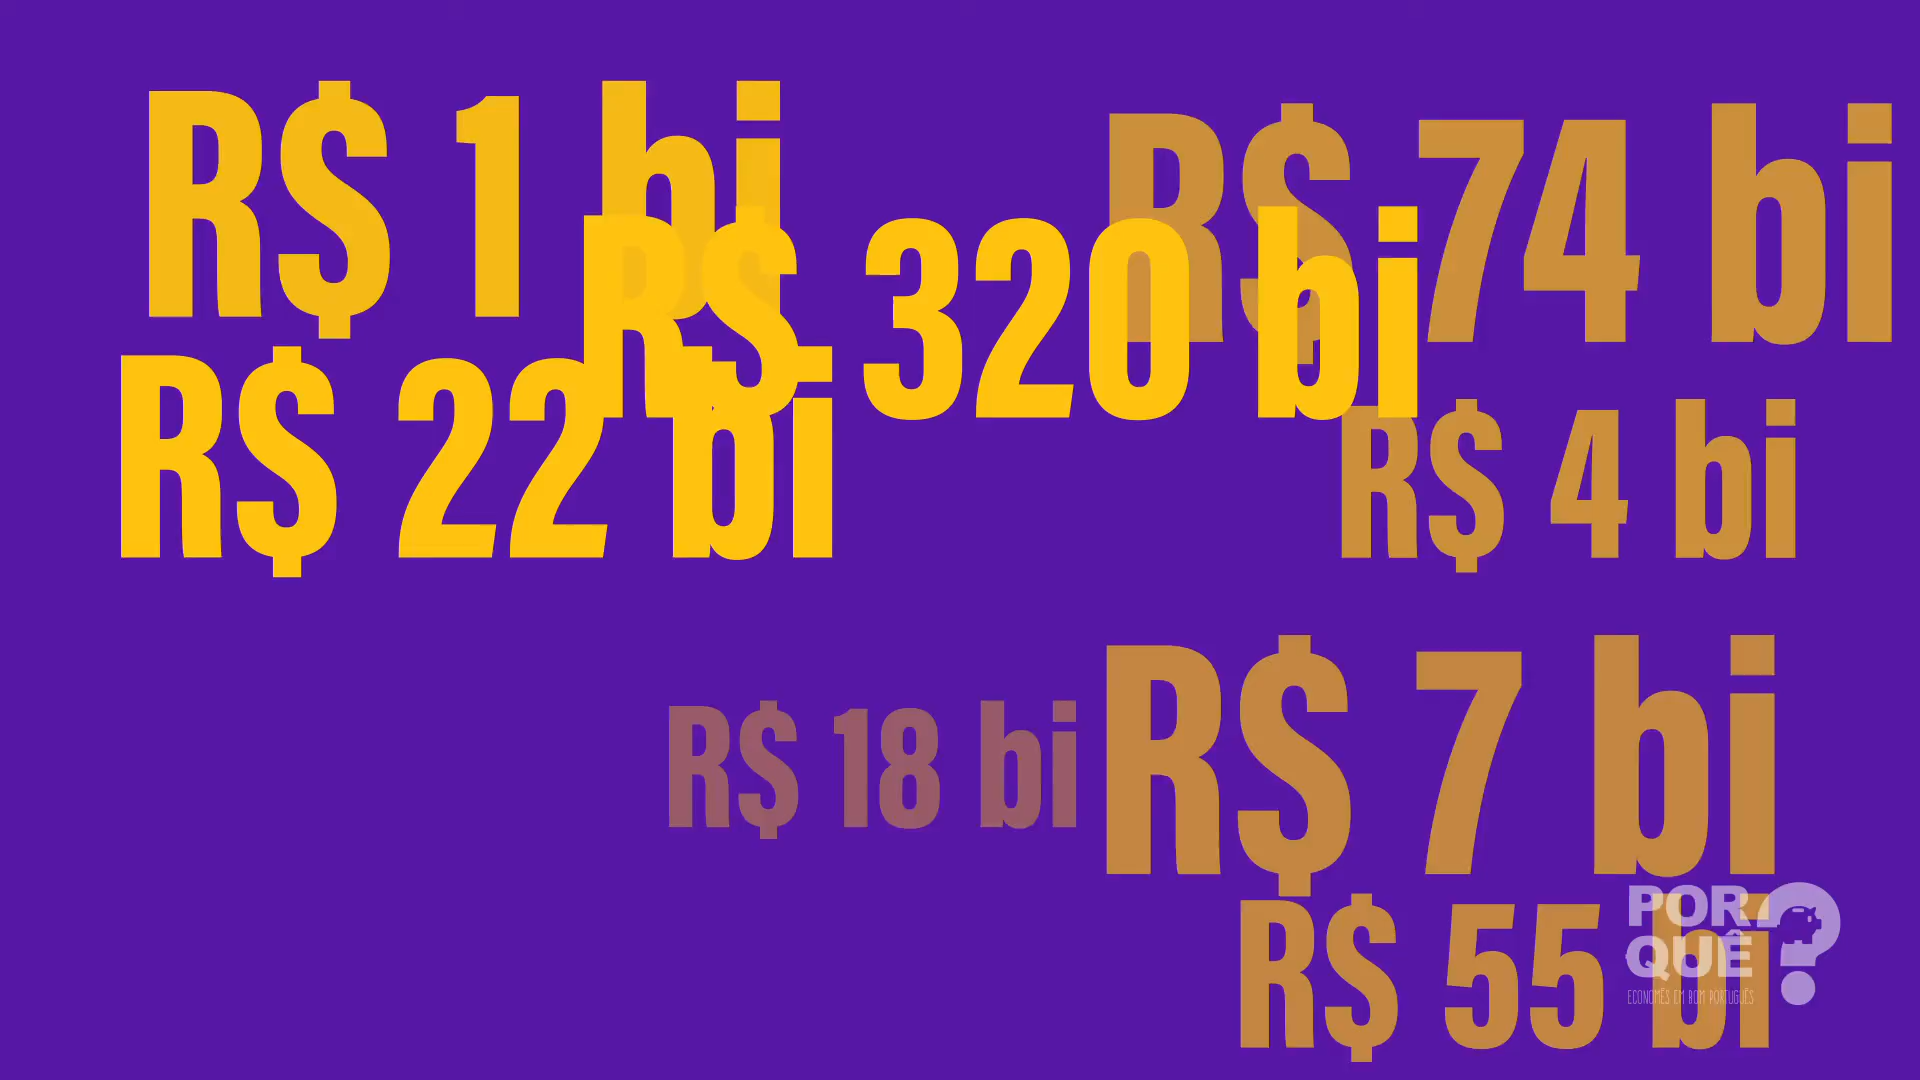 R$ 1 bi
R$ 74 bi
R$ 320 bi
R$ 22 bi
R$ 4 bi
R$ 18 bi
R$ 7 bi
R$ 55 bi
POR
QUÊ?
ECONOMÊS EM BOM PORTUGUÊS